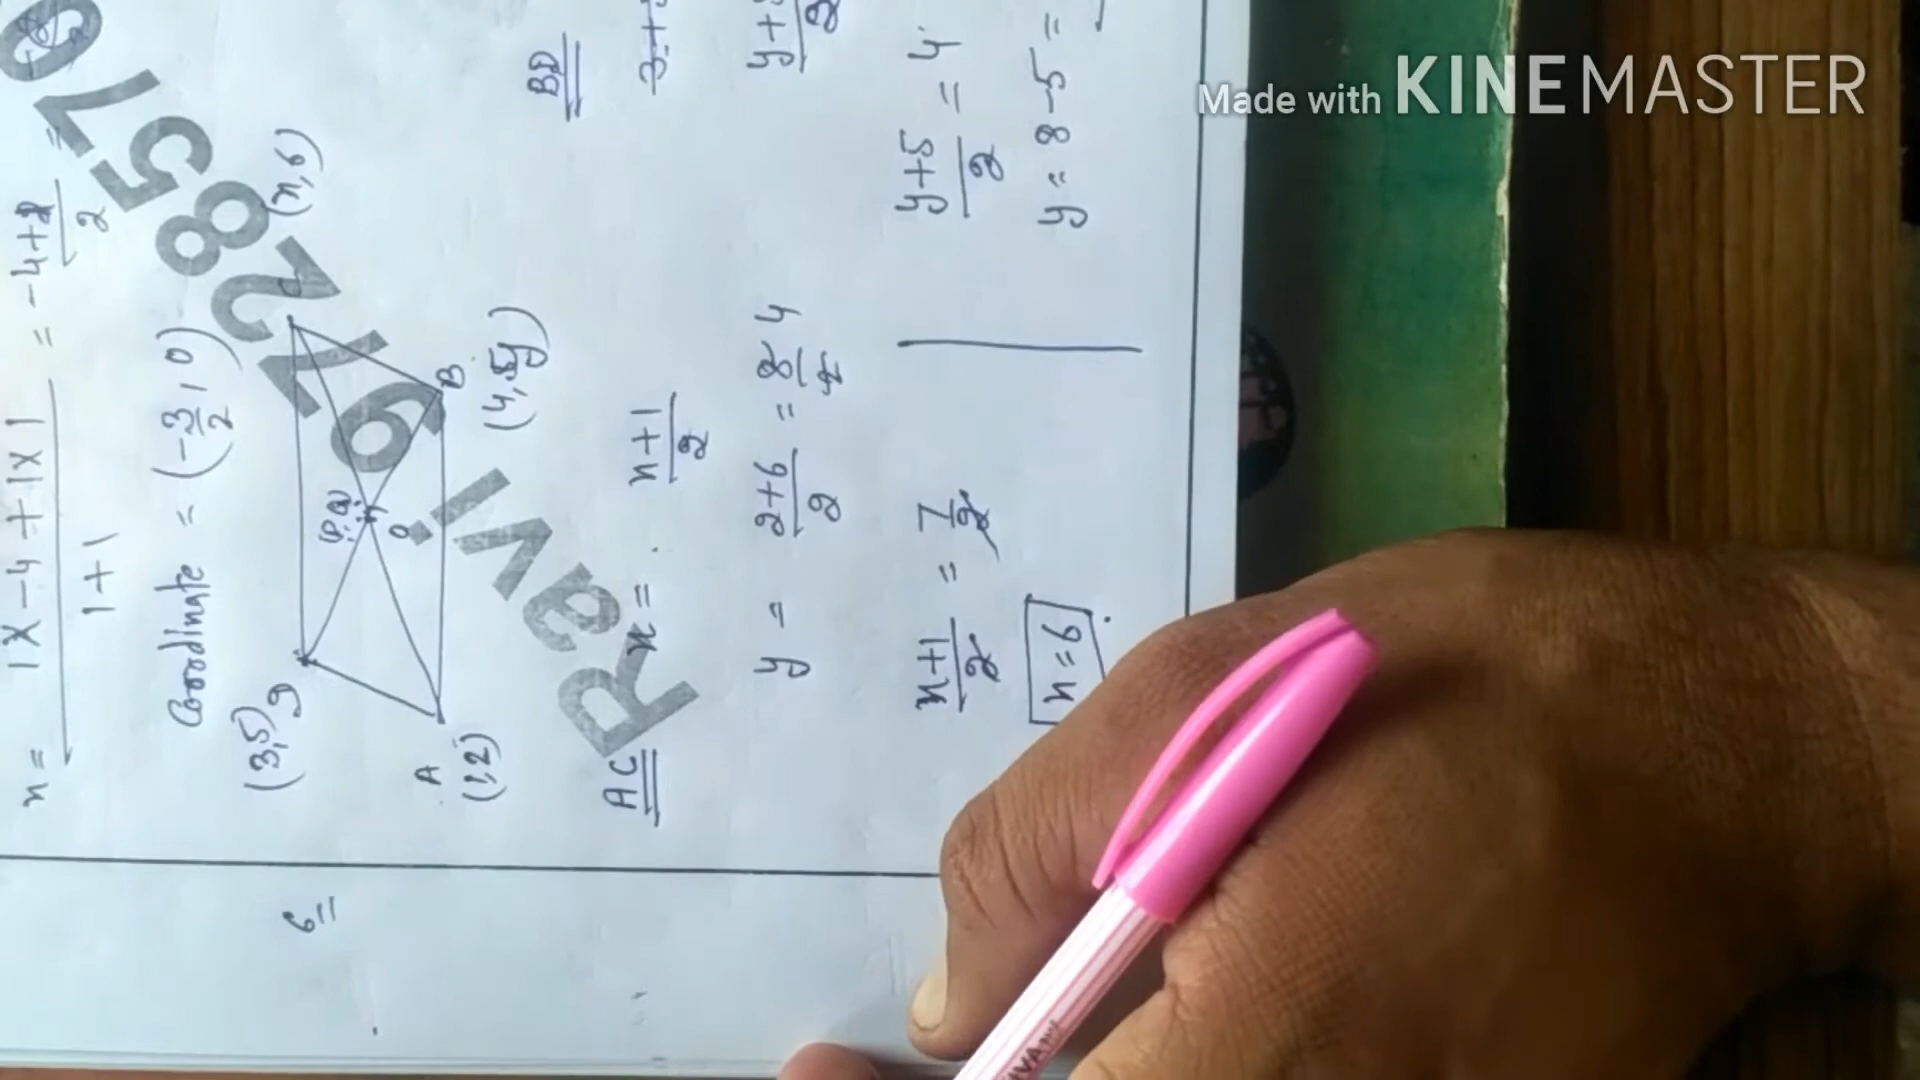 Made with KINEMASTER
n = 1 x -4 + 1 x 1 / 1 + 1 = -4+1 / 2 =
Coordinate = (-3/2, 0)
6
(3,5) D
(x, 6)
O
A
(1,2)
B
(4, y)
AC
BD
x = x+1 / 2
y = 2+6 / 2 = 8/2 4
x+1 / 2 = 7/2
y+5 / 2 = 4
x = 6
y = 8-5 =
Ravi 9728570